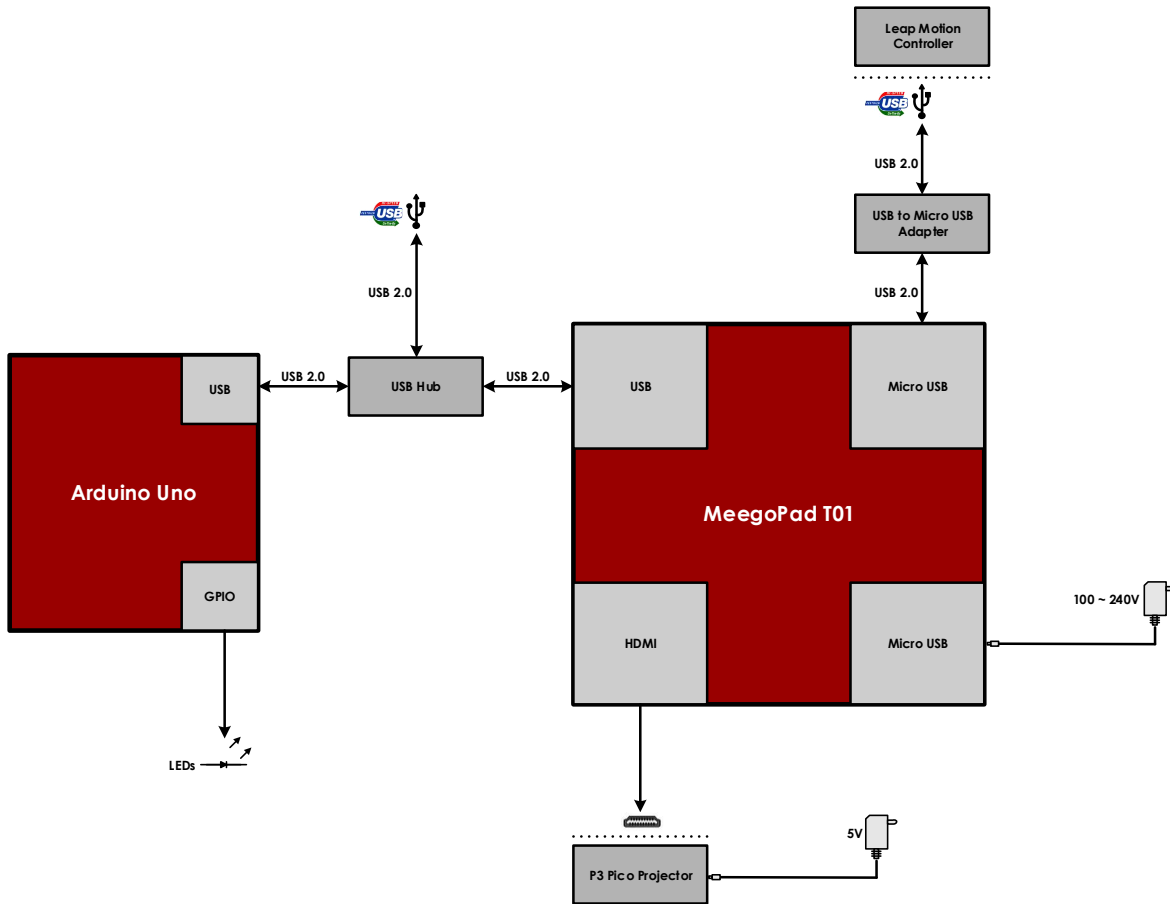 Leap Motion
Controller
USB
USB 2.0
USB
USB to Micro USB
Adapter
USB 2.0
USB 2.0
USB
USB 2.0
USB Hub
USB 2.0
USB
Micro USB
Arduino Uno
MeegoPad T01
GPIO
100 ~ 240V
HDMI
Micro USB
LEDs
5V
P3 Pico Projector